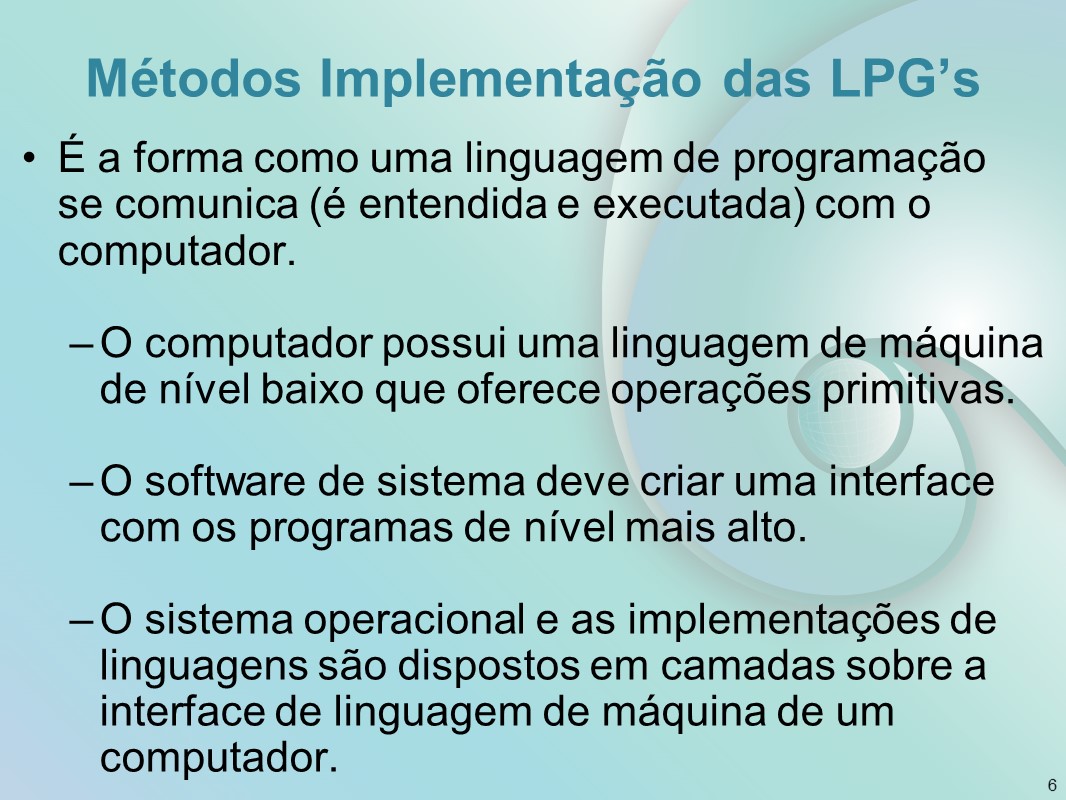 Métodos Implementação das LPG’s
• É a forma como uma linguagem de programação
se comunica (é entendida e executada) com o
computador.
– O computador possui uma linguagem de máquina
de nível baixo que oferece operações primitivas.
– O software de sistema deve criar uma interface
com os programas de nível mais alto.
– O sistema operacional e as implementações de
linguagens são dispostos em camadas sobre a
interface de linguagem de máquina de um
computador.
6